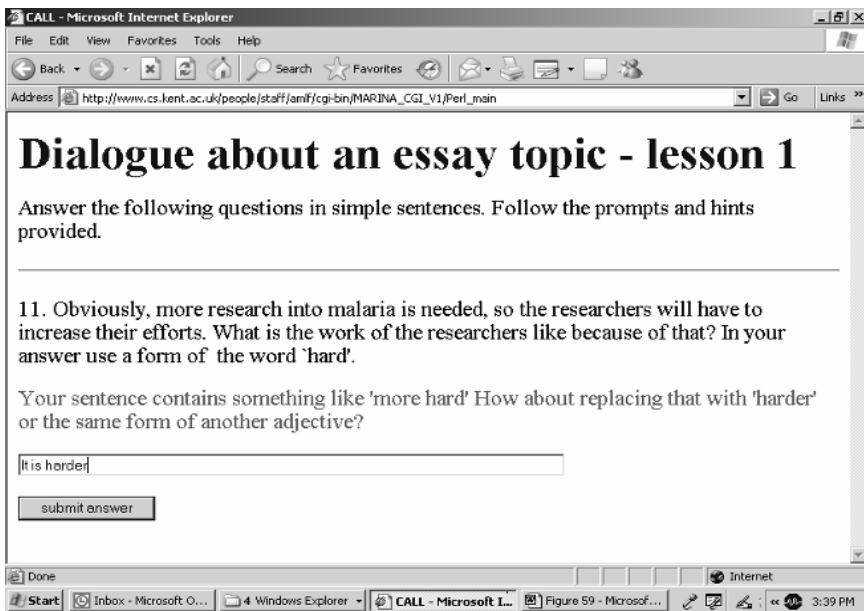 CALL - Microsoft Internet Explorer
File Edit View Favorites Tools Help
Back Search Favorites
Address http://www.cs.kent.ac.uk/people/staff/amlf/cgi-bin/MARINA_CGI_V1/Perl_main Go Links »
Dialogue about an essay topic - lesson 1
Answer the following questions in simple sentences. Follow the prompts and hints
provided.
11. Obviously, more research into malaria is needed, so the researchers will have to
increase their efforts. What is the work of the researchers like because of that? In your
answer use a form of the word `hard'.
Your sentence contains something like 'more hard' How about replacing that with 'harder'
or the same form of another adjective?
It is harder
submit answer
Done Internet
Start Inbox - Microsoft O... 4 Windows Explorer CALL - Microsoft I... Figure 59 - Microsof... « 3:39 PM